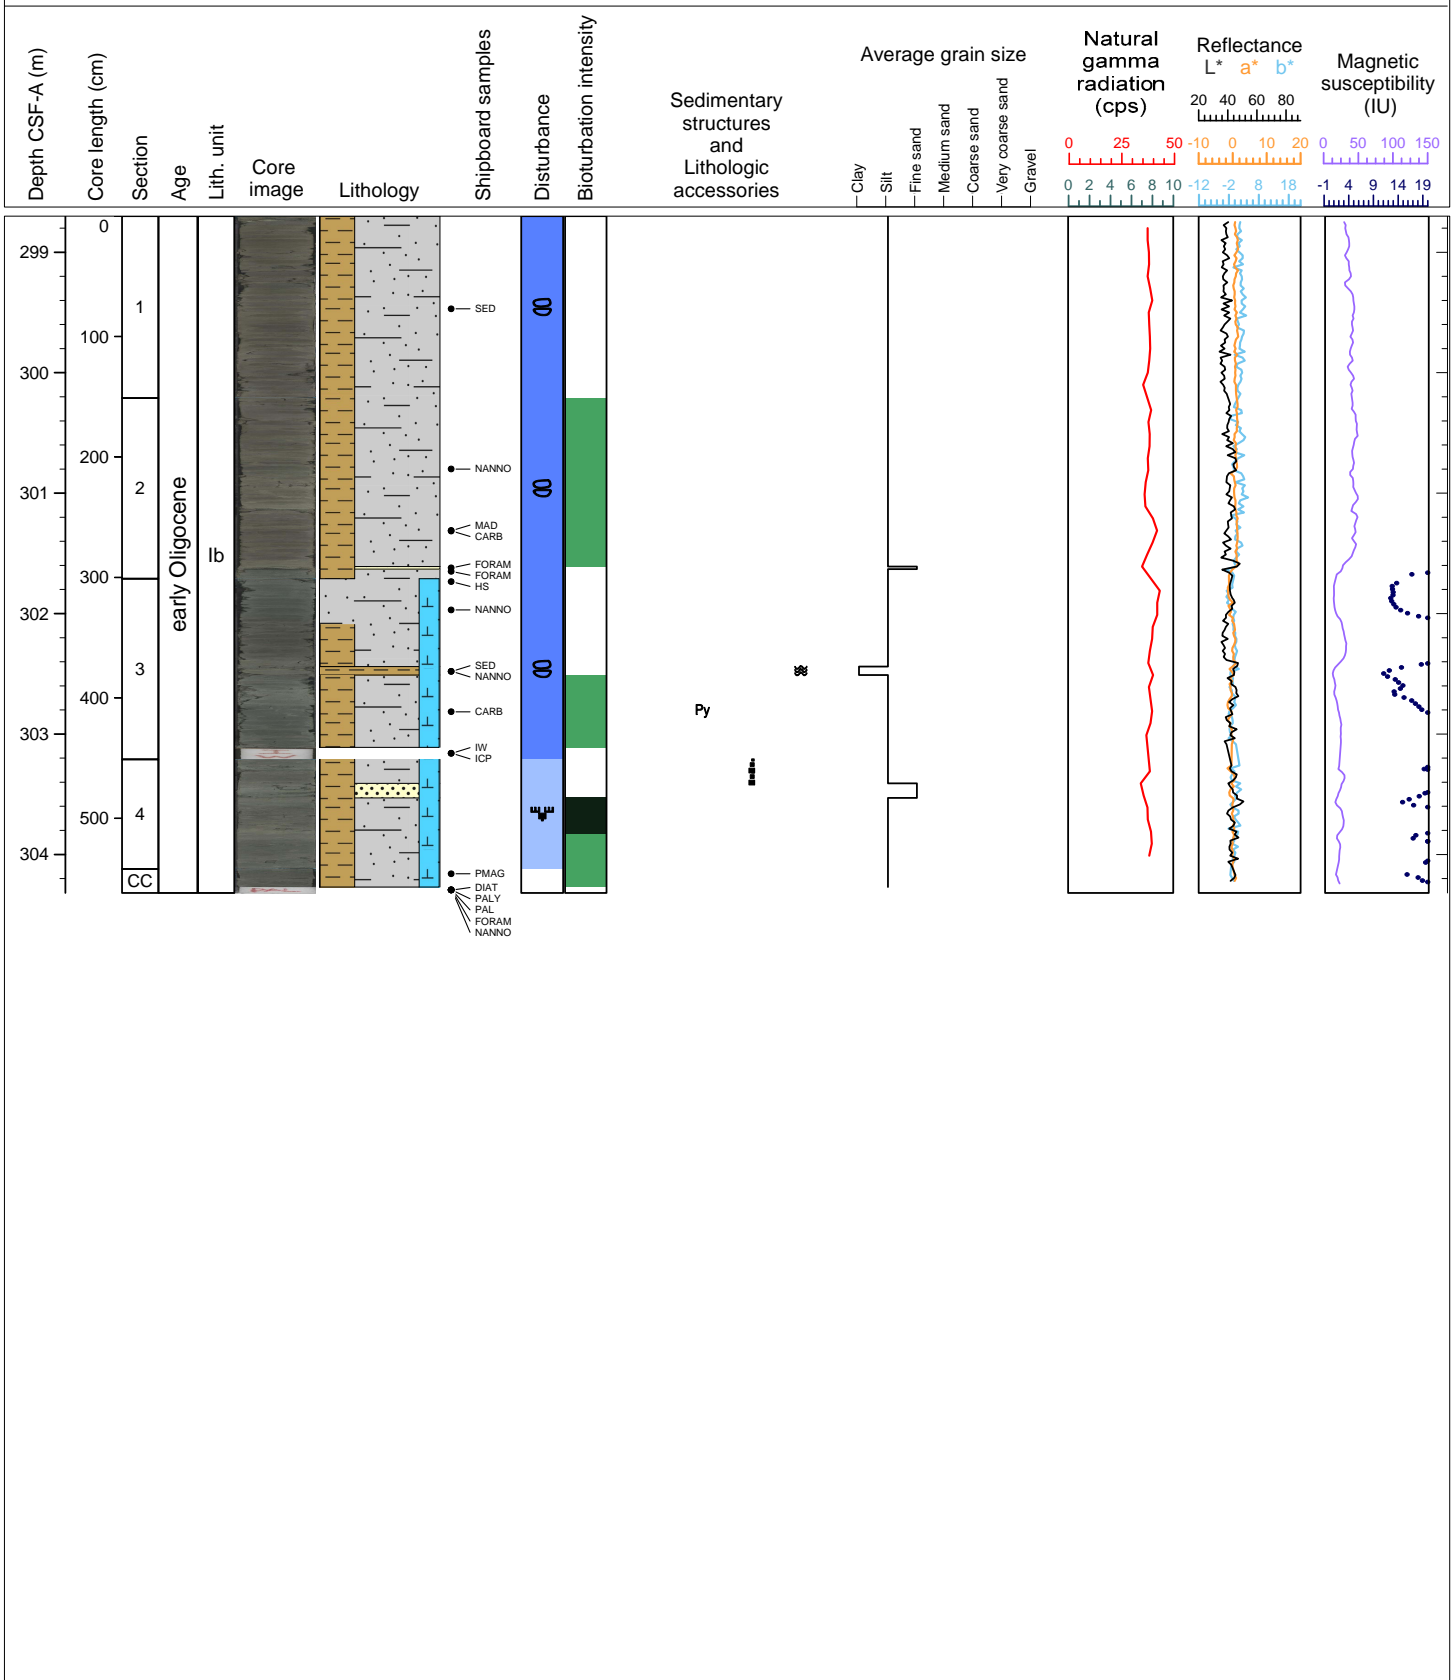 Depth CSF-A (m)
Core length (cm)
Section
Age
Lith. unit
Core
image
Lithology
Shipboard samples
Disturbance
Bioturbation intensity
Sedimentary
structures
and
Lithologic
accessories
Average grain size
Clay
Silt
Fine sand
Medium sand
Coarse sand
Very coarse sand
Gravel
Natural
gamma
radiation
(cps)
0 25 50
0 2 4 6 8 10
Reflectance
L* a* b*
20 40 60 80
-10 0 10 20
-12 -2 8 18
Magnetic
susceptibility
(IU)
0 50 100 150
-1 4 9 14 19
299
300
301
302
303
304
0
100
200
300
400
500
1
2
3
4
CC
early Oligocene
Ib
SED
NANNO
MAD
CARB
FORAM
FORAM
HS
NANNO
SED
NANNO
CARB
IW
ICP
PMAG
DIAT
PALY
PAL
FORAM
NANNO
Py